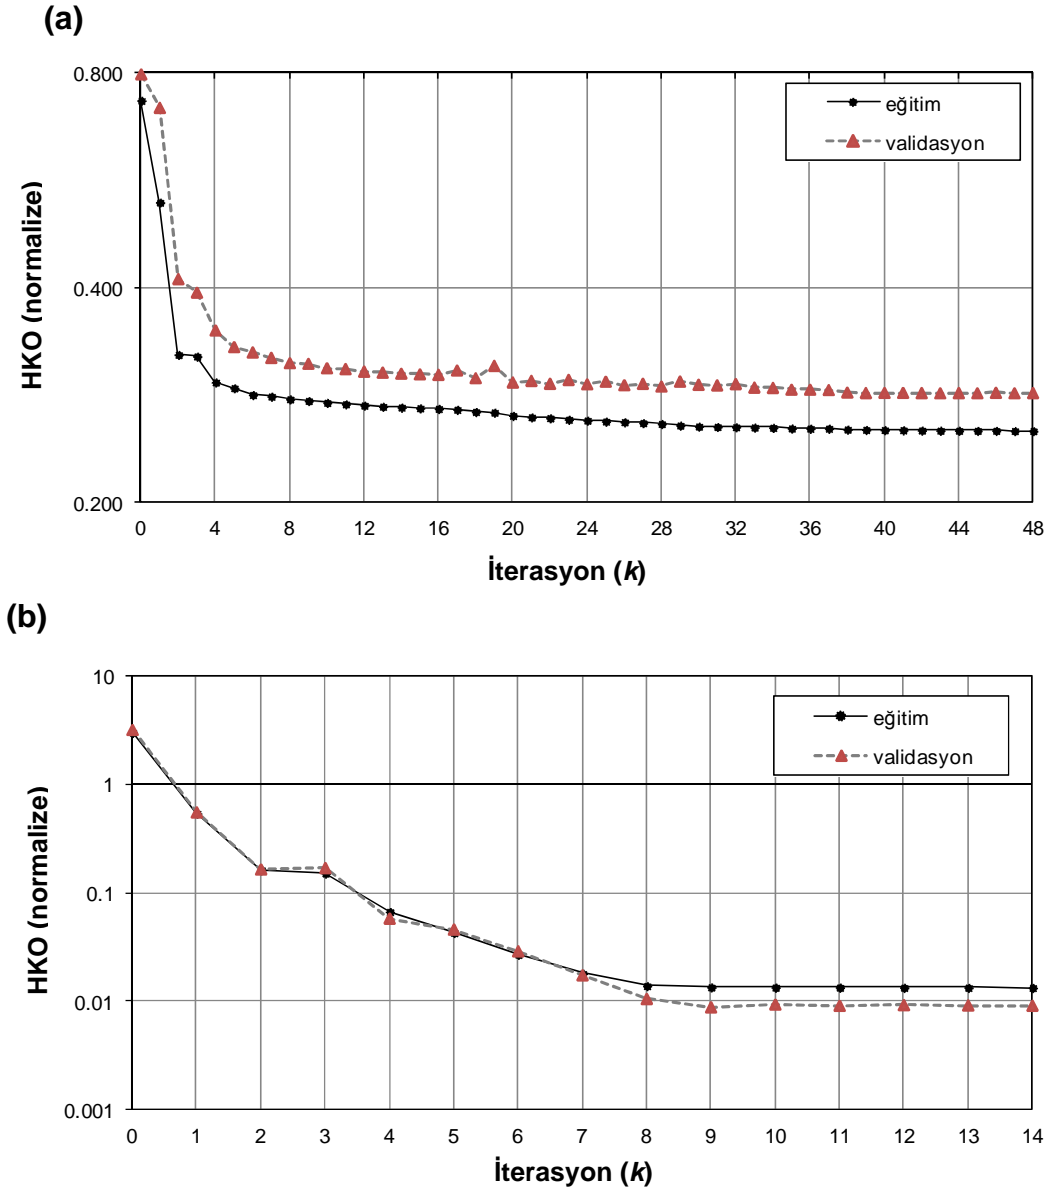 (a)
0.800
0.400
0.200
HKO (normalize)
eğitim
validasyon
0 4 8 12 16 20 24 28 32 36 40 44 48
İterasyon (k)
(b)
10
1
0.1
0.01
0.001
HKO (normalize)
eğitim
validasyon
0 1 2 3 4 5 6 7 8 9 10 11 12 13 14
İterasyon (k)